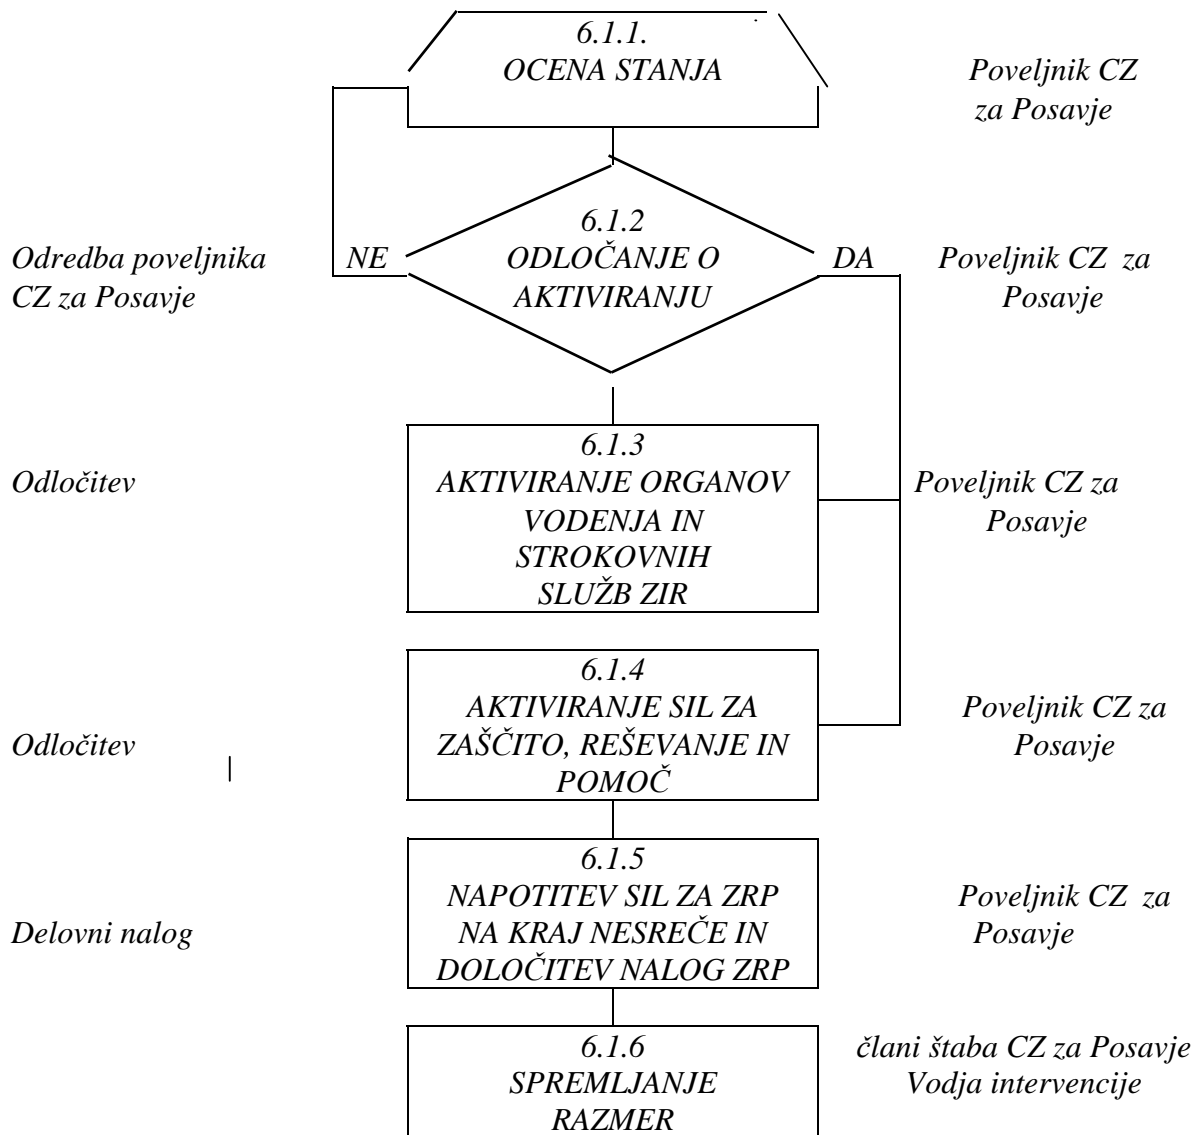 6.1.1.
OCENA STANJA
Poveljnik CZ
za Posavje
Odredba poveljnika
CZ za Posavje
NE
6.1.2
ODLOČANJE O
AKTIVIRANJU
DA
Poveljnik CZ za
Posavje
Odločitev
6.1.3
AKTIVIRANJE ORGANOV
VODENJA IN
STROKOVNIH
SLUŽB ZIR
Poveljnik CZ za
Posavje
Odločitev
6.1.4
AKTIVIRANJE SIL ZA
ZAŠČITO, REŠEVANJE IN
POMOČ
Poveljnik CZ za
Posavje
Delovni nalog
6.1.5
NAPOTITEV SIL ZA ZRP
NA KRAJ NESREČE IN
DOLOČITEV NALOG ZRP
Poveljnik CZ za
Posavje
6.1.6
SPREMLJANJE
RAZMER
člani štaba CZ za Posavje
Vodja intervencije